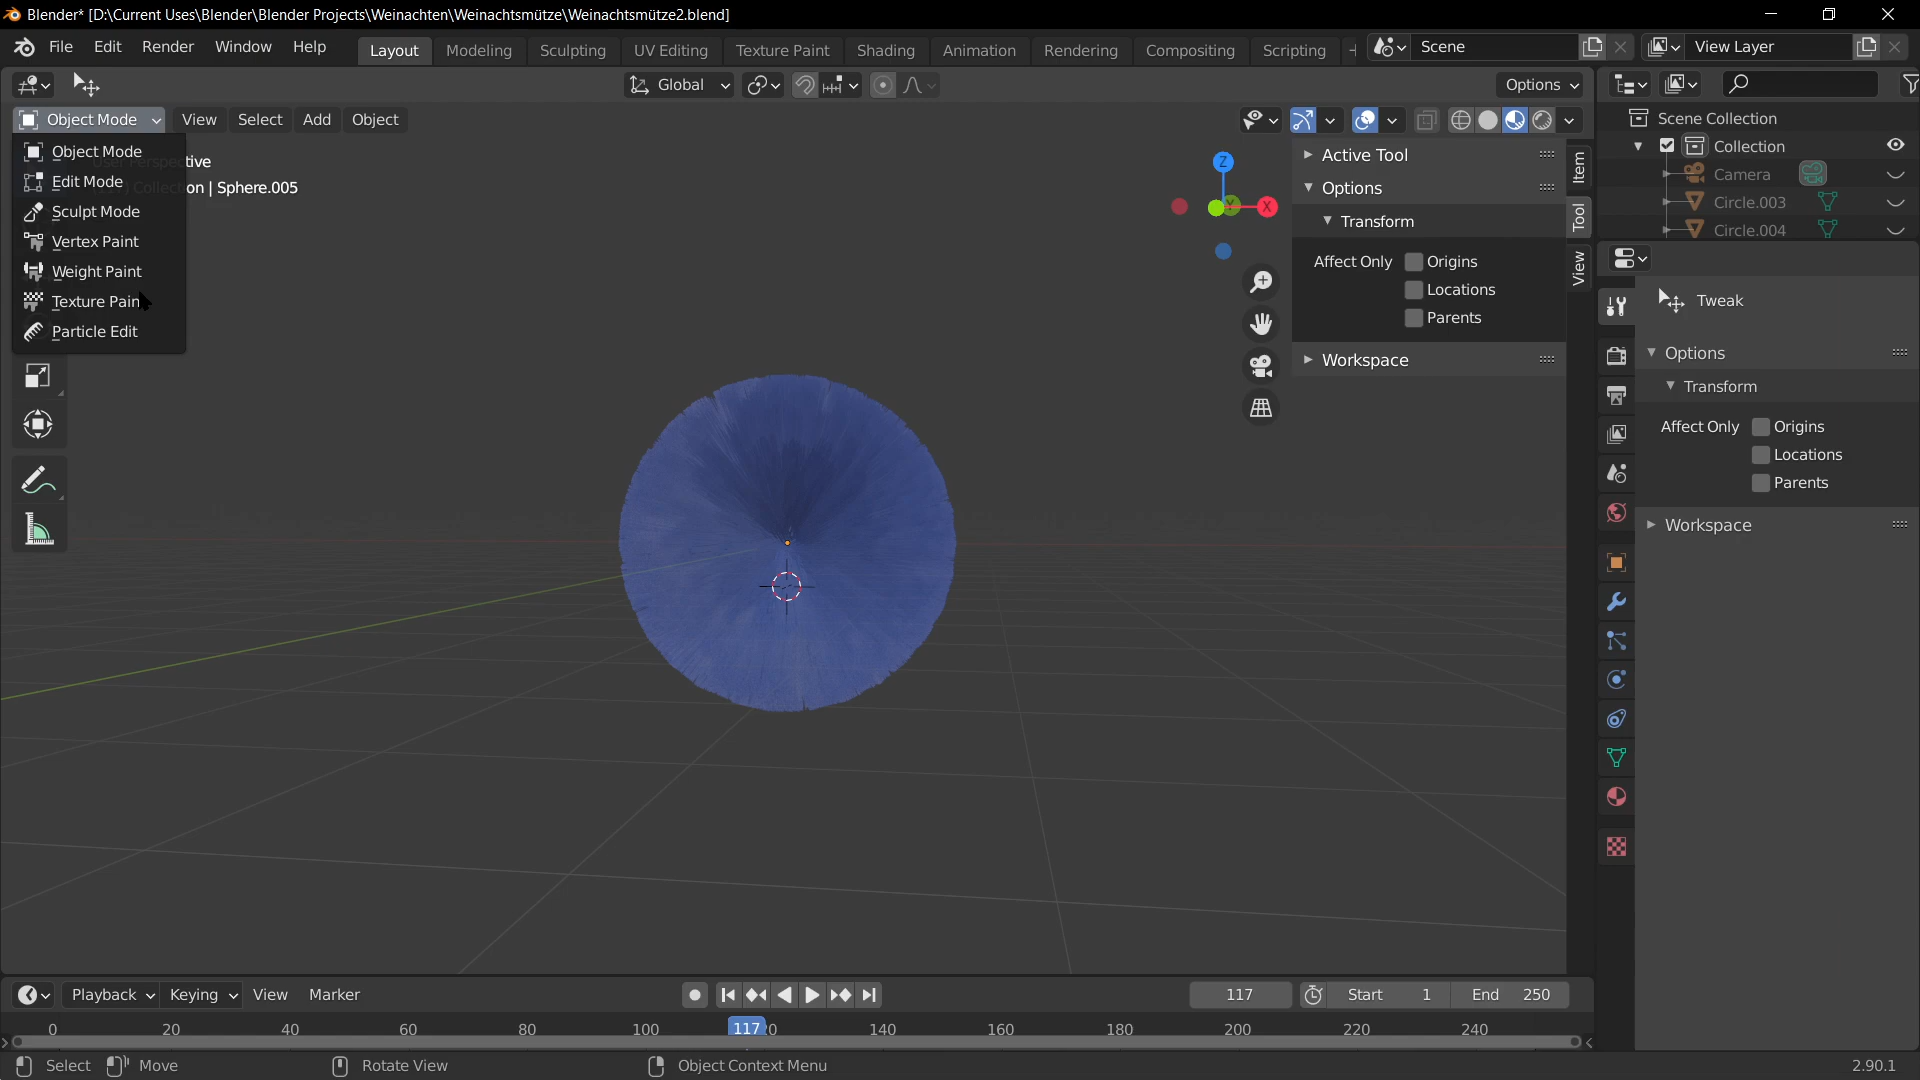 Blender* [D:\Current Uses\Blender\Blender Projects\Weinachten\Weinachtsmütze\Weinachtsmütze2.blend]
File Edit Render Window Help Layout Modeling Sculpting UV Editing Texture Paint Shading Animation Rendering Compositing Scripting Scene View Layer
Global Options
Object Mode View Select Add Object
Scene Collection
Collection
Camera
Circle.003
Circle.004
Object Mode
Edit Mode
Sculpt Mode
Vertex Paint
Weight Paint
Texture Pain
Particle Edit
tive
on | Sphere.005
Z
X
Active Tool
Options
Transform
Affect Only Origins
Locations
Parents
Workspace
Item
Tool
View
Tweak
Options
Transform
Affect Only Origins
Locations
Parents
Workspace
Playback Keying View Marker 117 Start 1 End 250
0 20 40 60 80 100 117 20 140 160 180 200 220 240
Select Move Rotate View Object Context Menu 2.90.1